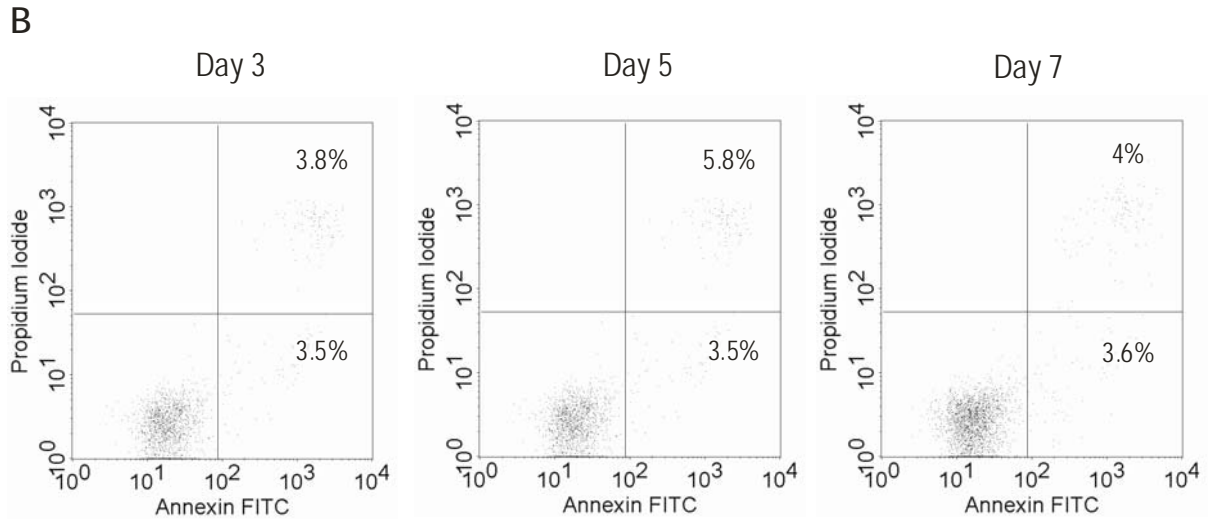 B
Day 3
Day 5
Day 7
Propidium Iodide
10^4
10^3
10^2
10^1
10^0
3.8%
3.5%
10^0 10^1 10^2 10^3 10^4
Annexin FITC
Propidium Iodide
10^4
10^3
10^2
10^1
10^0
5.8%
3.5%
10^0 10^1 10^2 10^3 10^4
Annexin FITC
Propidium Iodide
10^4
10^3
10^2
10^1
10^0
4%
3.6%
10^0 10^1 10^2 10^3 10^4
Annexin FITC